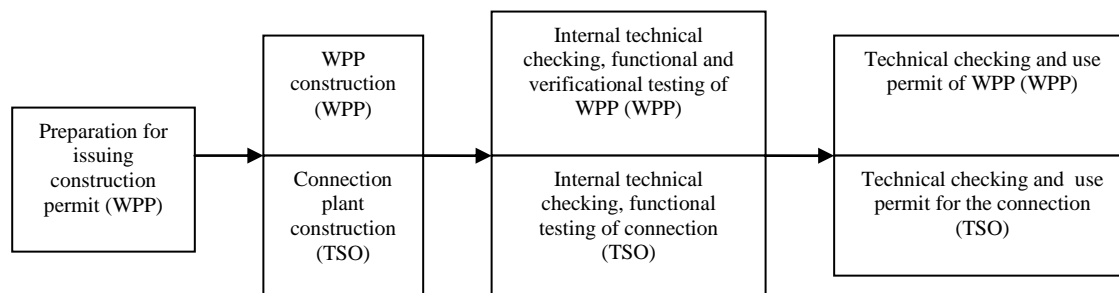 Preparation for
issuing
construction
permit (WPP)
WPP
construction
(WPP)
Connection
plant
construction
(TSO)
Internal technical
checking, functional and
verificational testing of
WPP (WPP)
Internal technical
checking, functional
testing of connection
(TSO)
Technical checking and use
permit of WPP (WPP)
Technical checking and use
permit for the connection
(TSO)